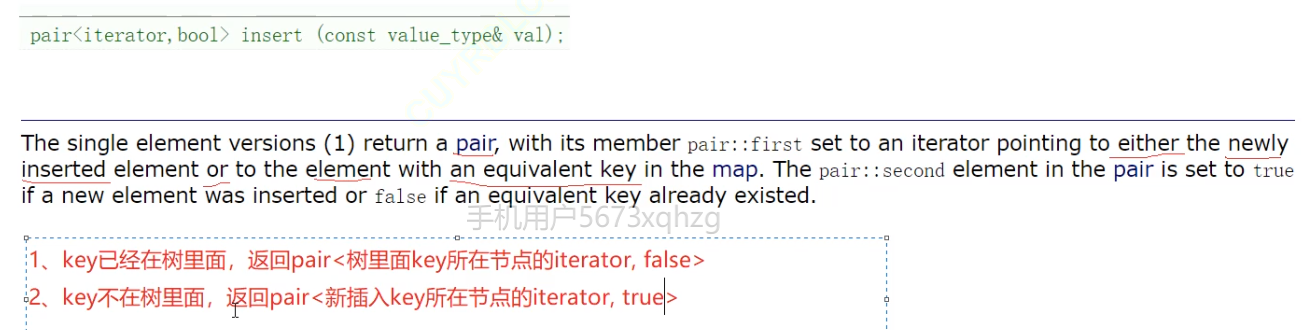 pair<iterator,bool> insert (const value_type& val);
The single element versions (1) return a pair, with its member pair::first set to an iterator pointing to either the newly
inserted element or to the element with an equivalent key in the map. The pair::second element in the pair is set to true
if a new element was inserted or false if an equivalent key already existed.
手机用户5673xqhzg
1、key已经在树里面，返回pair<树里面key所在节点的iterator, false>
2、key不在树里面，返回pair<新插入key所在节点的iterator, true>